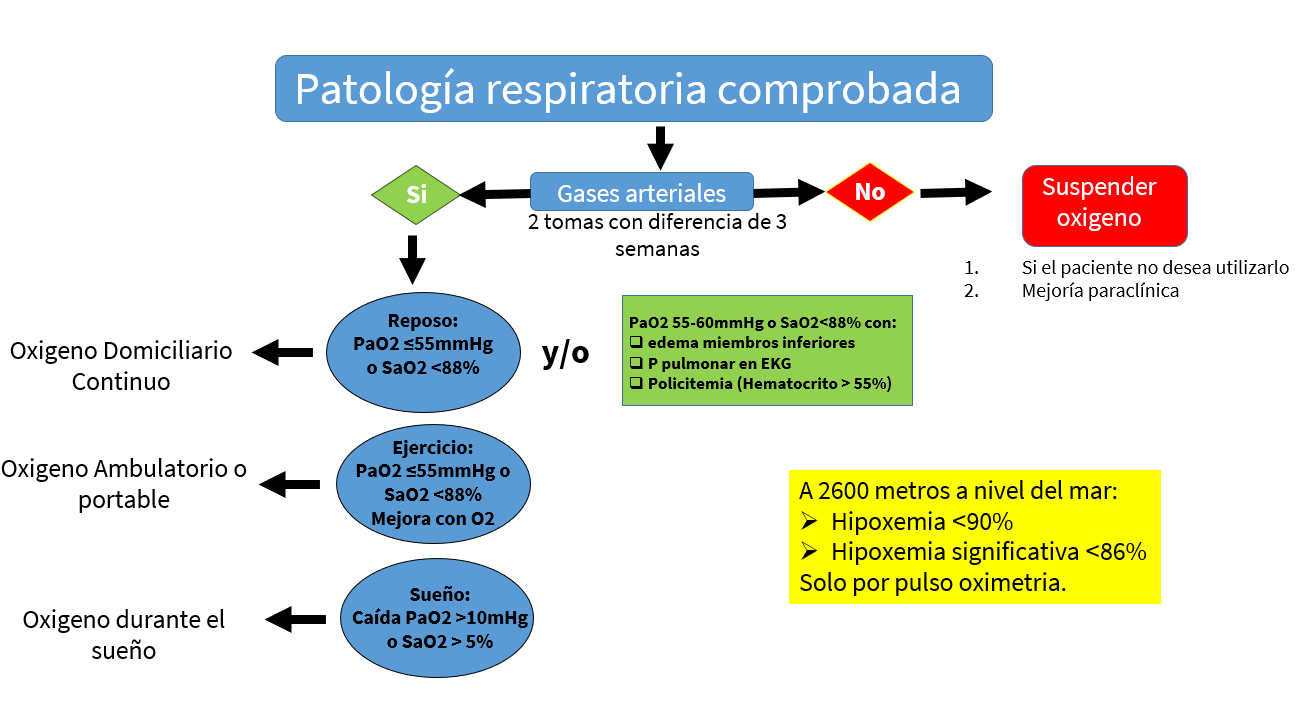 Patología respiratoria comprobada
Si
Gases arteriales
No
Suspender
oxigeno
2 tomas con diferencia de 3
semanas
1. Si el paciente no desea utilizarlo
2. Mejoría paraclínica
Reposo:
PaO2 ≤55mmHg
o SaO2 <88%
Oxigeno Domiciliario
Continuo
y/o
PaO2 55-60mmHg o SaO2<88% con:
❑ edema miembros inferiores
❑ P pulmonar en EKG
❑ Policitemia (Hematocrito > 55%)
Ejercicio:
PaO2 ≤55mmHg o
SaO2 <88%
Mejora con O2
Oxigeno Ambulatorio o
portable
A 2600 metros a nivel del mar:
➢ Hipoxemia <90%
➢ Hipoxemia significativa <86%
Solo por pulso oximetria.
Sueño:
Caída PaO2 >10mHg
o SaO2 > 5%
Oxigeno durante el
sueño